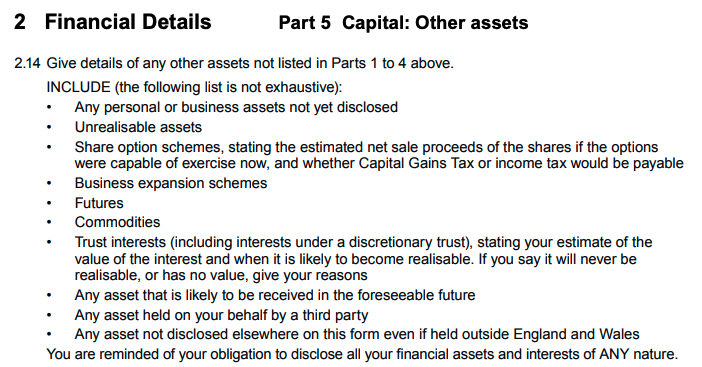 2 Financial Details Part 5 Capital: Other assets
2.14 Give details of any other assets not listed in Parts 1 to 4 above.
INCLUDE (the following list is not exhaustive):
• Any personal or business assets not yet disclosed
• Unrealisable assets
• Share option schemes, stating the estimated net sale proceeds of the shares if the options
were capable of exercise now, and whether Capital Gains Tax or income tax would be payable
• Business expansion schemes
• Futures
• Commodities
• Trust interests (including interests under a discretionary trust), stating your estimate of the
value of the interest and when it is likely to become realisable. If you say it will never be
realisable, or has no value, give your reasons
• Any asset that is likely to be received in the foreseeable future
• Any asset held on your behalf by a third party
• Any asset not disclosed elsewhere on this form even if held outside England and Wales
You are reminded of your obligation to disclose all your financial assets and interests of ANY nature.